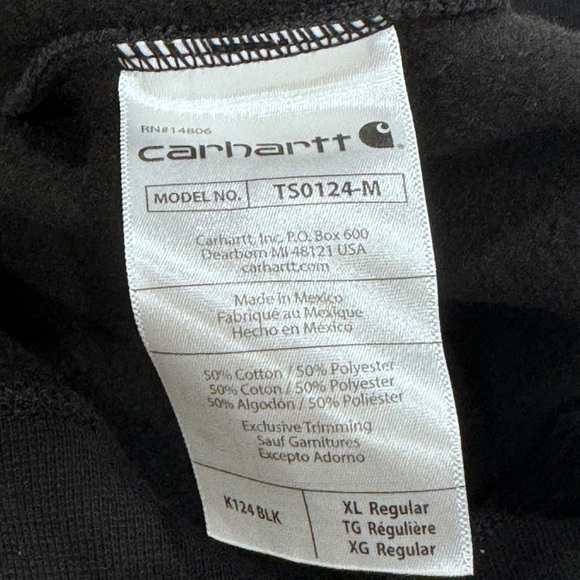 RN#14806
carhartt
MODEL NO. TS0124-M
Carhartt, Inc, P.O. Box 600
Dearborn MI 48121 USA
carhartt.com
Made in Mexico
Fabriqué au Mexique
Hecho en México
50% Cotton / 50% Polyester
50% Coton / 50% Polyester
50% Algodón / 50% Poliéster
Exclusive Trimming
Sauf Garnitures
Excepto Adorno
K124 BLK
XL Regular
TG Régulière
XG Regular